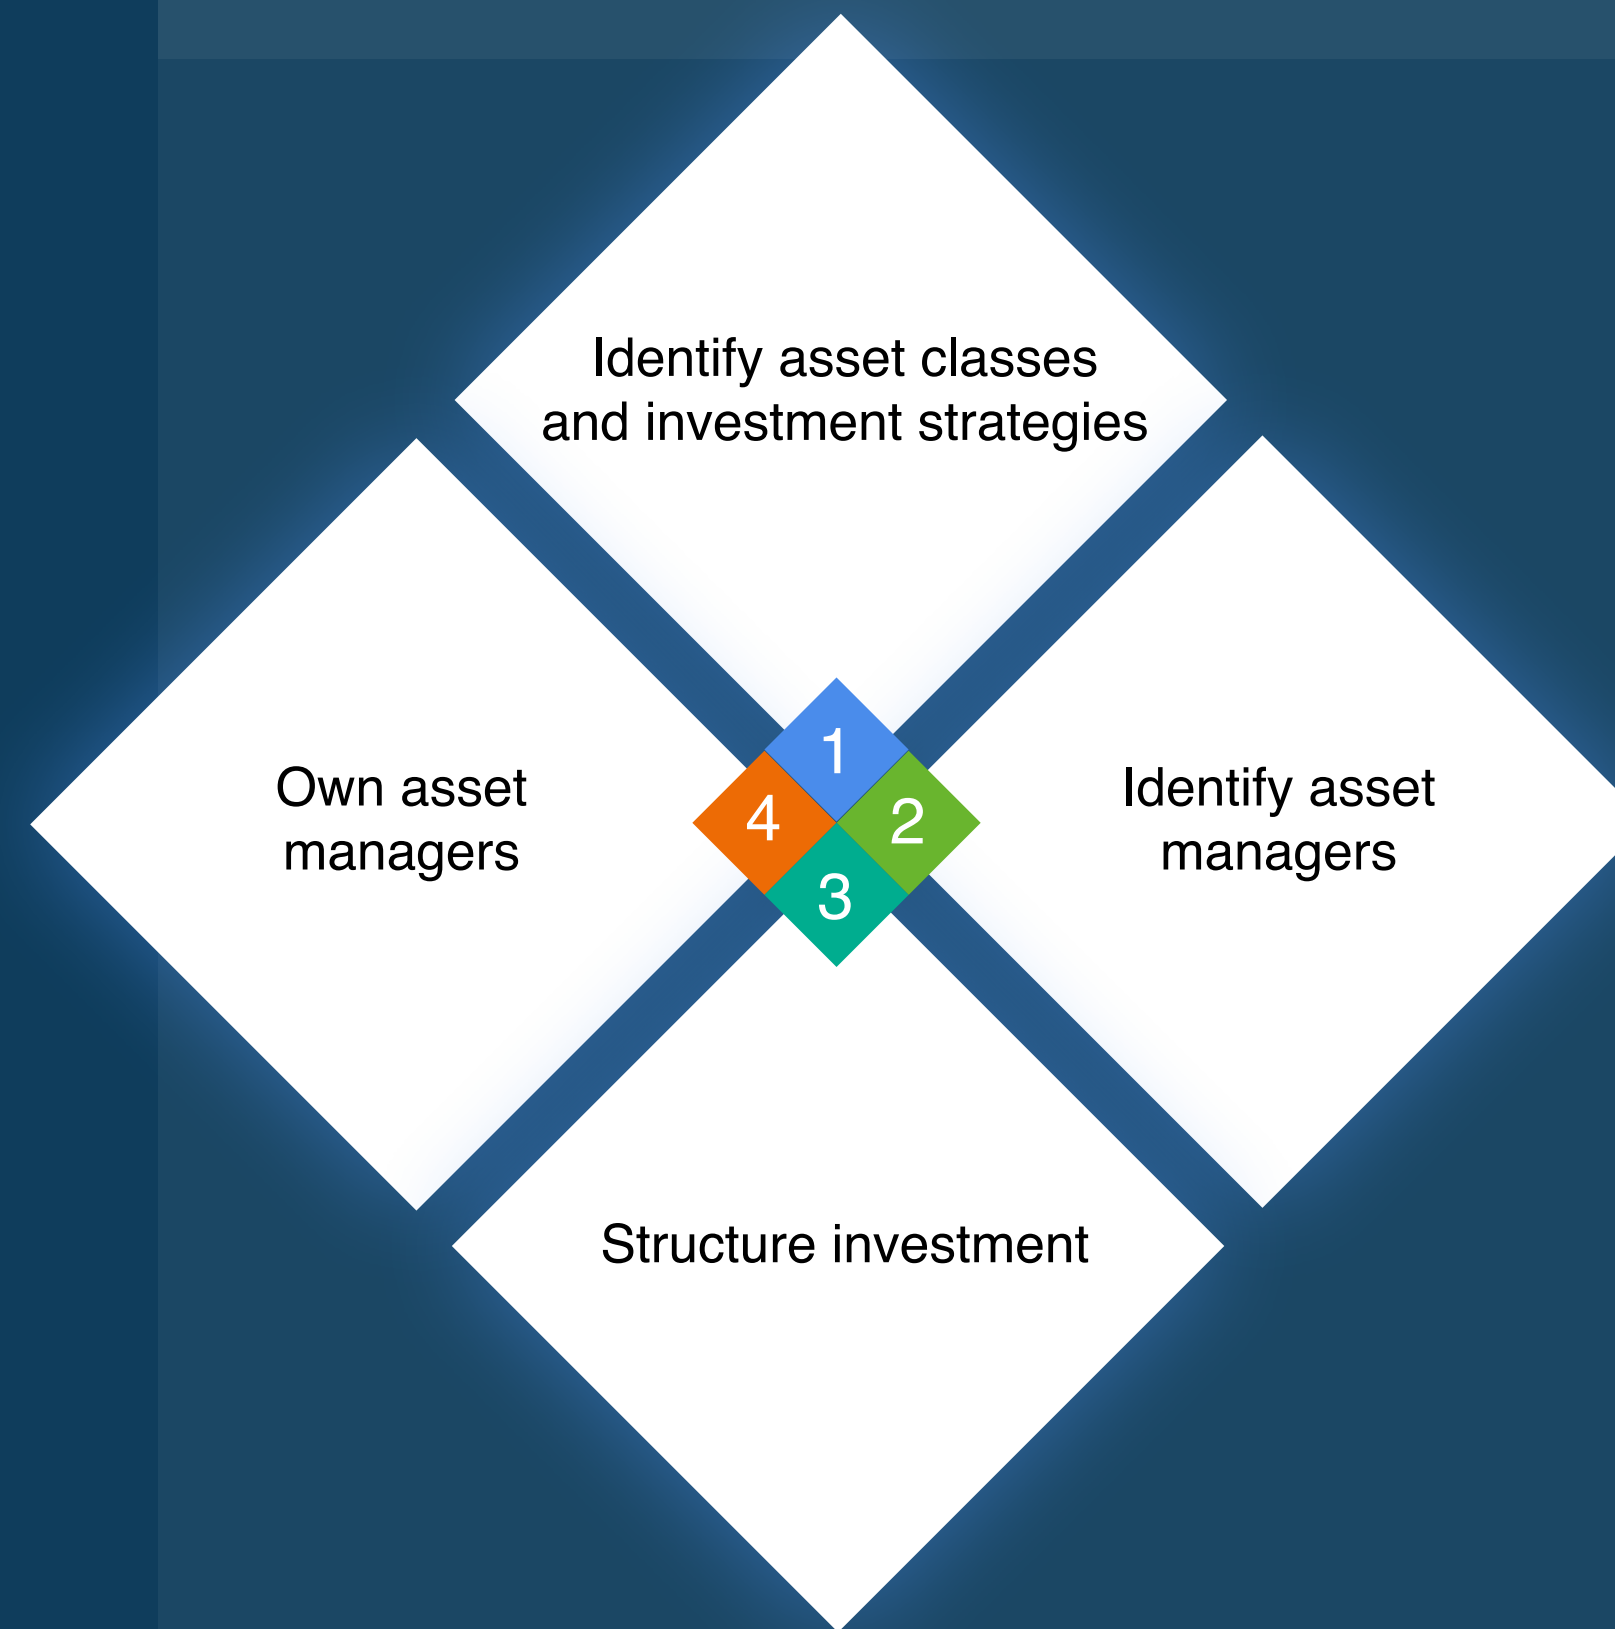 Identify asset classes
and investment strategies
Own asset
managers
1
4
2
3
Identify asset
managers
Structure investment